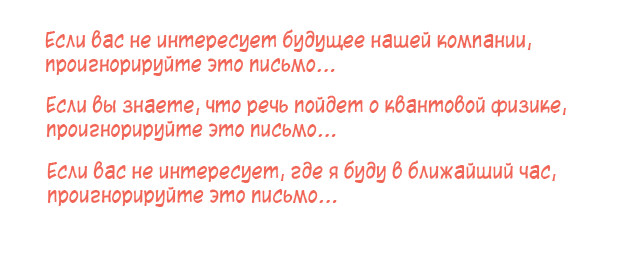 Если вас не интересует будущее нашей компании,
проигнорируйте это письмо...
Если вы знаете, что речь пойдет о квантовой физике,
проигнорируйте это письмо...
Если вас не интересует, где я буду в ближайший час,
проигнорируйте это письмо...